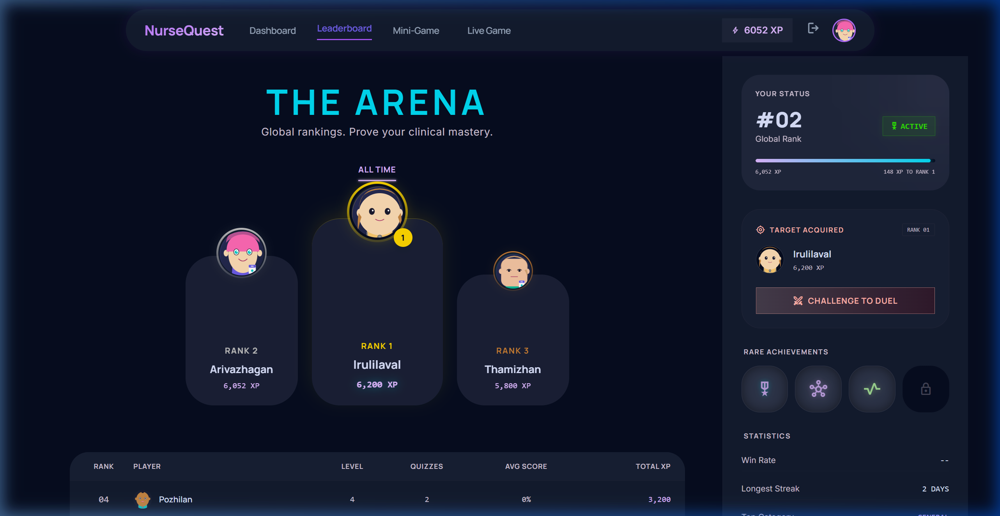 NurseQuest
Dashboard
Leaderboard
Mini-Game
Live Game
6052 XP
THE ARENA
Global rankings. Prove your clinical mastery.
ALL TIME
1
RANK 2
Arivazhagan
6,052 XP
RANK 1
Irulilaval
6,200 XP
RANK 3
Thamizhan
5,800 XP
RANK PLAYER LEVEL QUIZZES AVG SCORE TOTAL XP
04 Pozhilan 4 2 0% 3,200
YOUR STATUS
#02
Global Rank
ACTIVE
6,052 XP
148 XP TO RANK 1
TARGET ACQUIRED
RANK 01
Irulilaval
6,200 XP
CHALLENGE TO DUEL
RARE ACHIEVEMENTS
STATISTICS
Win Rate --
Longest Streak 2 DAYS